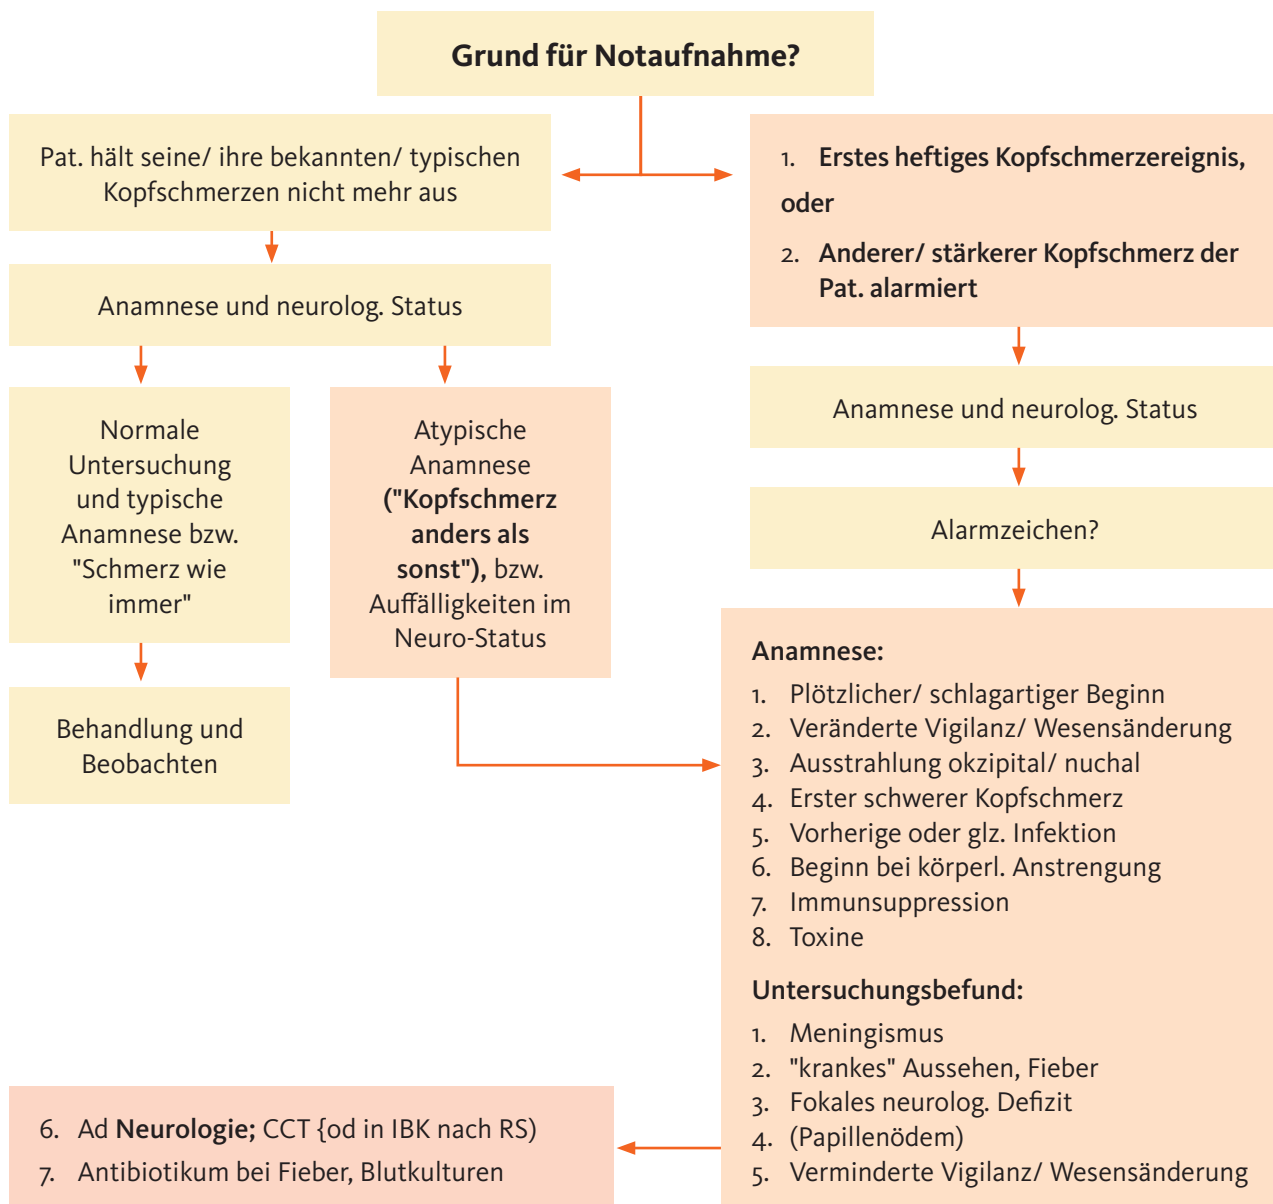 Grund für Notaufnahme?
Pat. hält seine/ ihre bekannten/ typischen
Kopfschmerzen nicht mehr aus
Anamnese und neurolog. Status
Normale
Untersuchung
und typische
Anamnese bzw.
"Schmerz wie
immer"
Behandlung und
Beobachten
Atypische
Anamnese
("Kopfschmerz
anders als
sonst"), bzw.
Auffälligkeiten im
Neuro-Status
1. Erstes heftiges Kopfschmerzereignis,
oder
2. Anderer/ stärkerer Kopfschmerz der
Pat. alarmiert
Anamnese und neurolog. Status
Alarmzeichen?
Anamnese:
1. Plötzlicher/ schlagartiger Beginn
2. Veränderte Vigilanz/ Wesensänderung
3. Ausstrahlung okzipital/ nuchal
4. Erster schwerer Kopfschmerz
5. Vorherige oder glz. Infektion
6. Beginn bei körperl. Anstrengung
7. Immunsuppression
8. Toxine
Untersuchungsbefund:
1. Meningismus
2. "krankes" Aussehen, Fieber
3. Fokales neurolog. Defizit
4. (Papillenödem)
5. Verminderte Vigilanz/ Wesensänderung
6. Ad Neurologie; CCT {od in IBK nach RS)
7. Antibiotikum bei Fieber, Blutkulturen